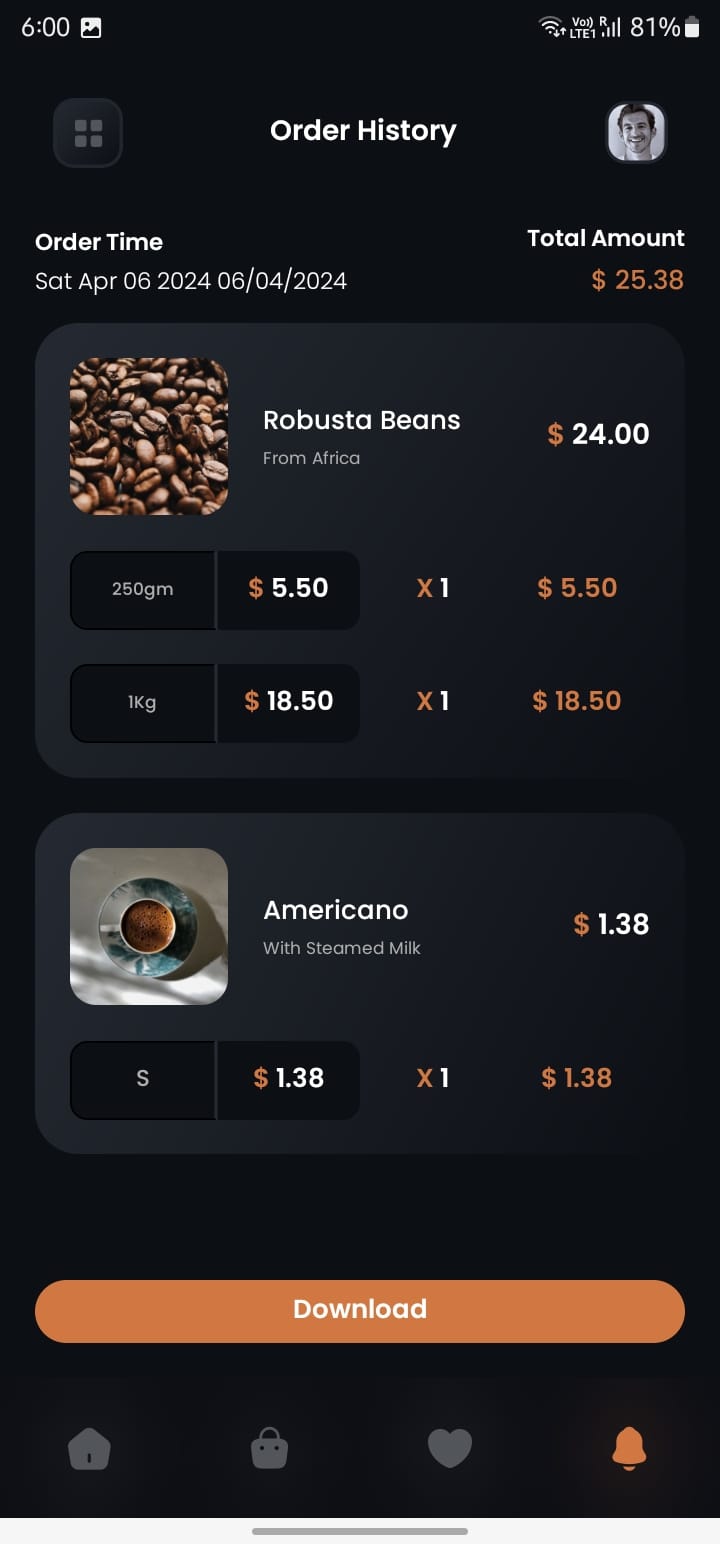 6:00 Vo)) LTE1 R 81%
Order History
Order Time
Total Amount
Sat Apr 06 2024 06/04/2024
$ 25.38
Robusta Beans
From Africa
$ 24.00
250gm $ 5.50 X 1 $ 5.50
1Kg $ 18.50 X 1 $ 18.50
Americano
With Steamed Milk
$ 1.38
S $ 1.38 X 1 $ 1.38
Download